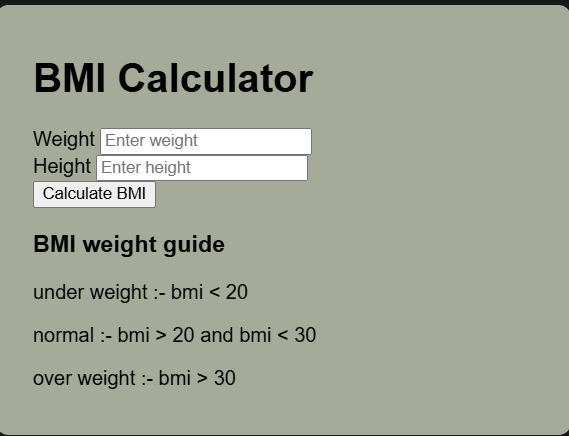 BMI Calculator
Weight Enter weight
Height Enter height
Calculate BMI
BMI weight guide
under weight :- bmi < 20
normal :- bmi > 20 and bmi < 30
over weight :- bmi > 30